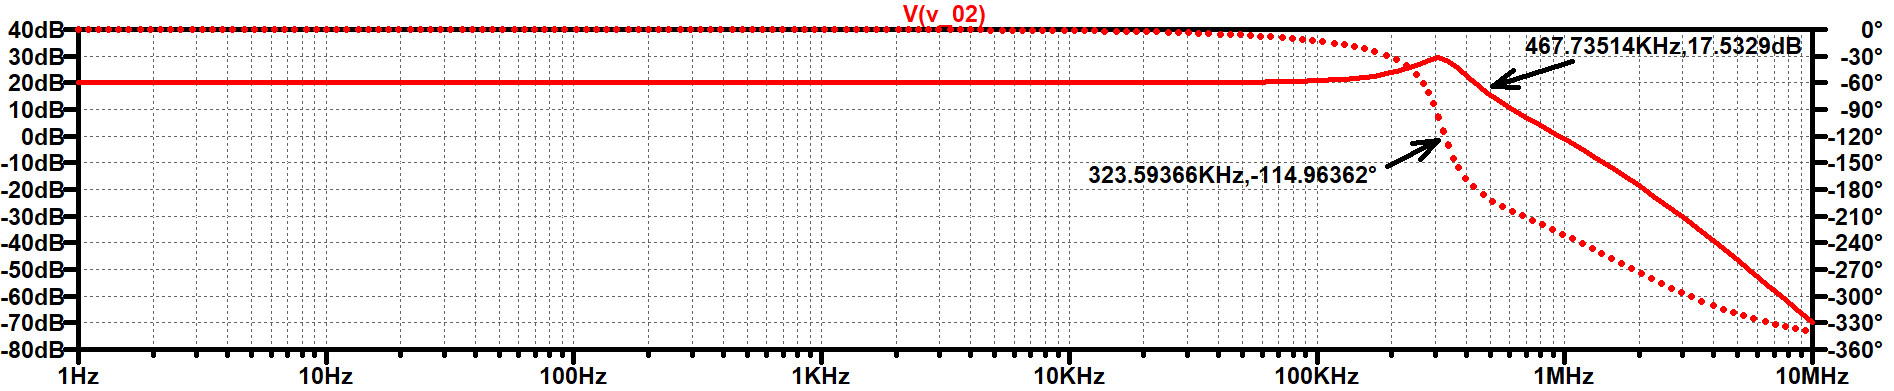 V(v_02)
40dB
30dB
20dB
10dB
0dB
-10dB
-20dB
-30dB
-40dB
-50dB
-60dB
-70dB
-80dB
467.73514KHz,17.5329dB
323.59366KHz,-114.96362°
0°
-30°
-60°
-90°
-120°
-150°
-180°
-210°
-240°
-270°
-300°
-330°
-360°
1Hz 10Hz 100Hz 1KHz 10KHz 100KHz 1MHz 10MHz